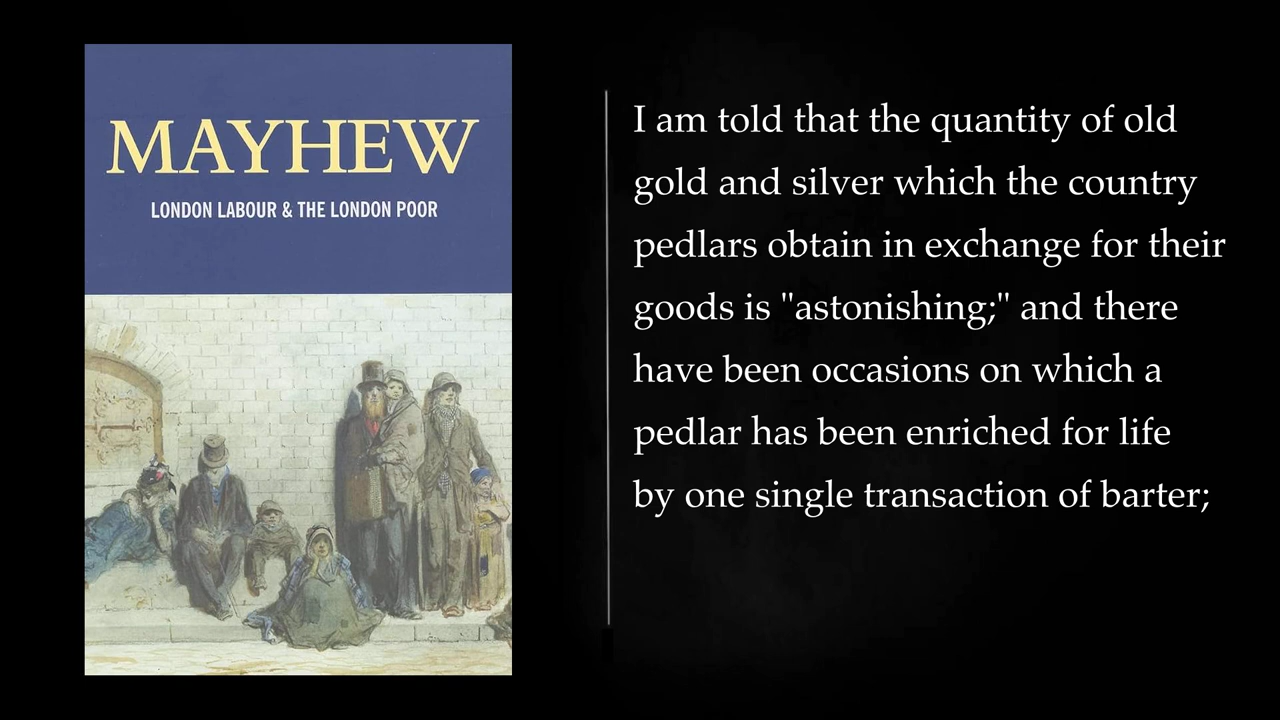 MAYHEW
LONDON LABOUR & THE LONDON POOR
I am told that the quantity of old
gold and silver which the country
pedlars obtain in exchange for their
goods is "astonishing;" and there
have been occasions on which a
pedlar has been enriched for life
by one single transaction of barter;